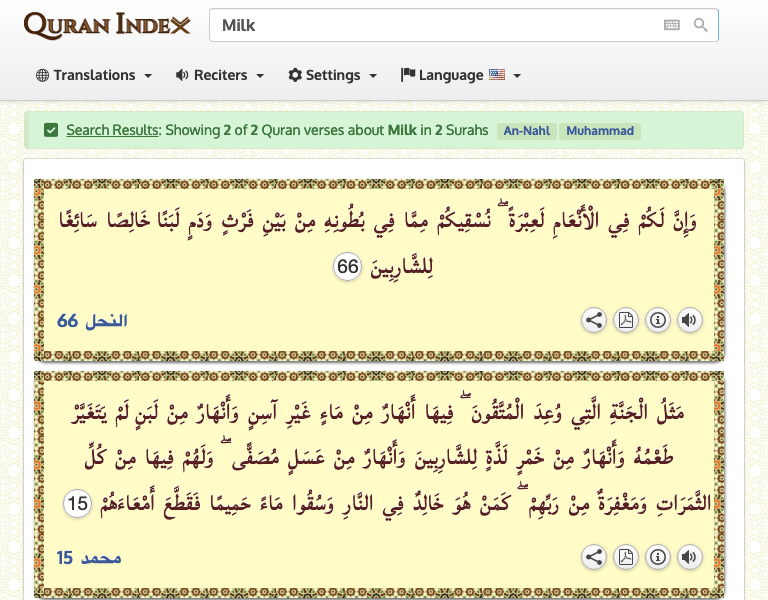 QURAN INDEX
Milk
Translations Reciters Settings Language
Search Results: Showing 2 of 2 Quran verses about Milk in 2 Surahs An-Nahl Muhammad
وَإِنَّ لَكُمْ فِي الْأَنْعَامِ لَعِبْرَةً ۖ نُسْقِيكُمْ مِمَّا فِي بُطُونِهِ مِنْ بَيْنِ فَرْثٍ وَدَمٍ لَبَنًا خَالِصًا سَائِغًا
لِلشَّارِبِينَ 66
النحل 66
مَثَلُ الْجَنَّةِ الَّتِي وُعِدَ الْمُتَّقُونَ ۖ فِيهَا أَنْهَارٌ مِنْ مَاءٍ غَيْرِ آسِنٍ وَأَنْهَارٌ مِنْ لَبَنٍ لَمْ يَتَغَيَّرْ
طَعْمُهُ وَأَنْهَارٌ مِنْ خَمْرٍ لَذَّةٍ لِلشَّارِبِينَ وَأَنْهَارٌ مِنْ عَسَلٍ مُصَفًّى ۖ وَلَهُمْ فِيهَا مِنْ كُلِّ
الثَّمَرَاتِ وَمَغْفِرَةٌ مِنْ رَبِّهِمْ ۖ كَمَنْ هُوَ خَالِدٌ فِي النَّارِ وَسُقُوا مَاءً حَمِيمًا فَقَطَّعَ أَمْعَاءَهُمْ 15
محمد 15